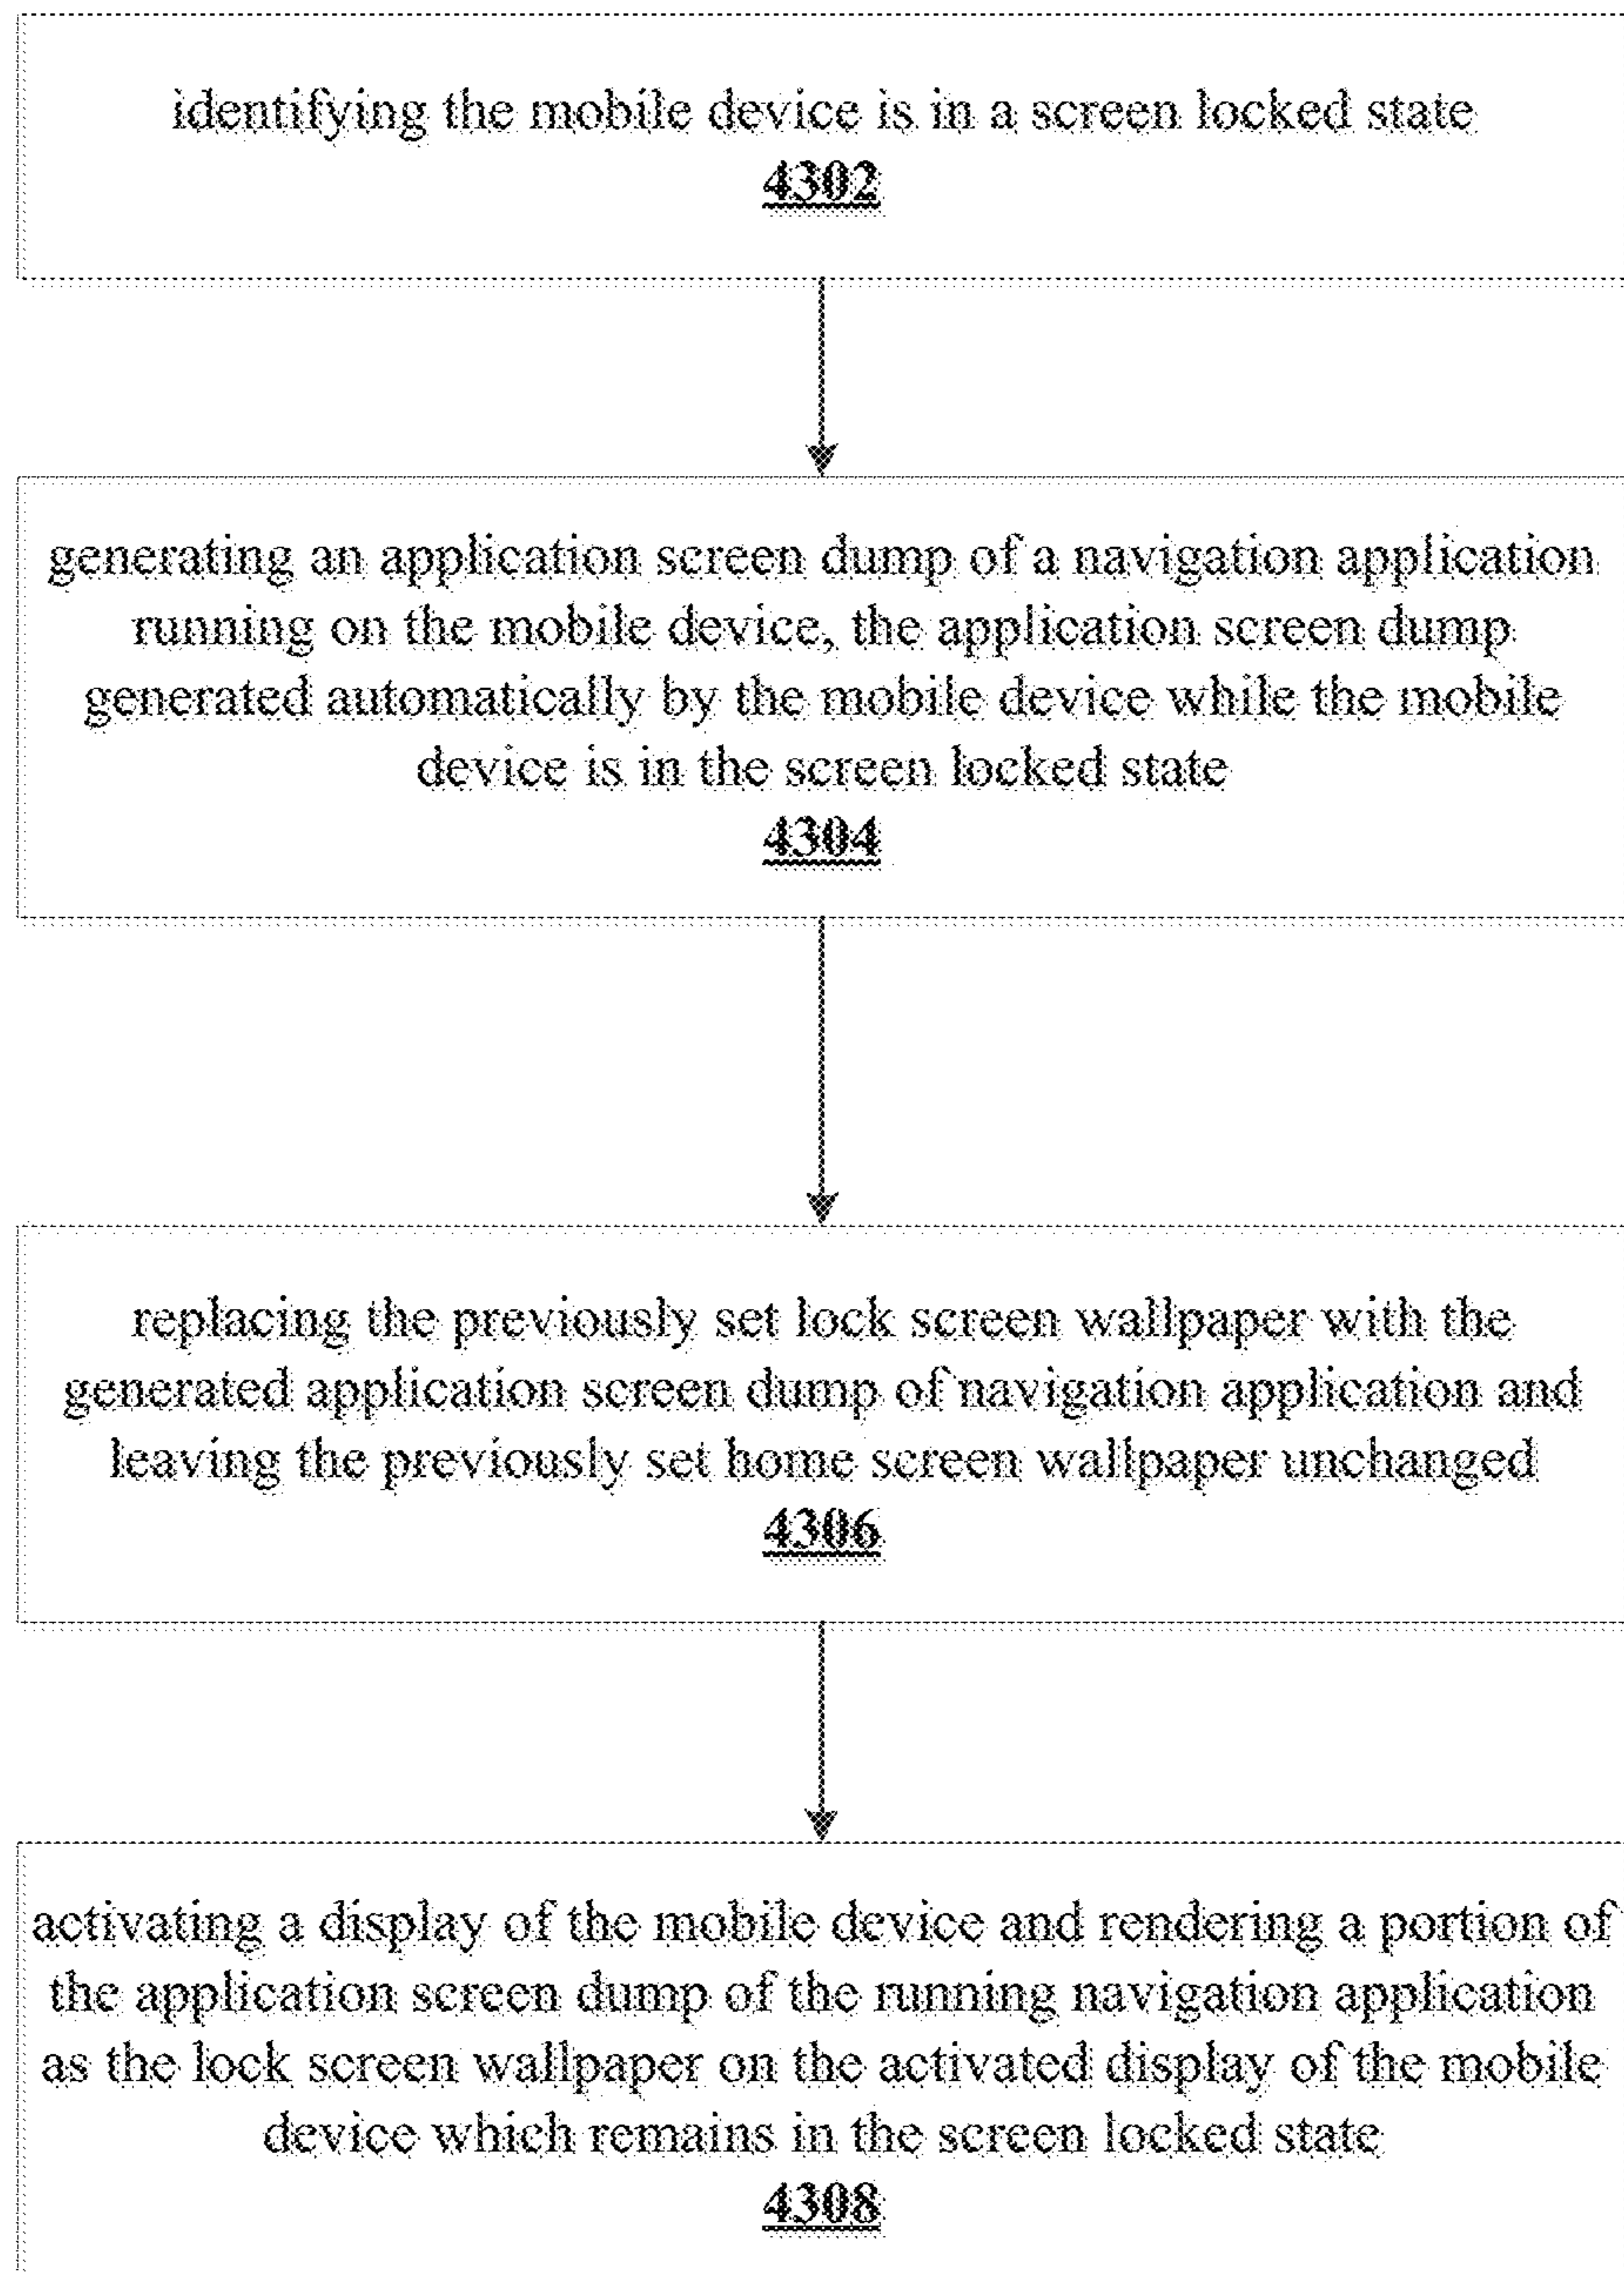 identifying the mobile device is in a screen locked state
4302
generating an application screen dump of a navigation application
running on the mobile device, the application screen dump
generated automatically by the mobile device while the mobile
device is in the screen locked state
4304
replacing the previously set lock screen wallpaper with the
generated application screen dump of navigation application and
leaving the previously set home screen wallpaper unchanged
4306
activating a display of the mobile device and rendering a portion of
the application screen dump of the running navigation application
as the lock screen wallpaper on the activated display of the mobile
device which remains in the screen locked state
4308